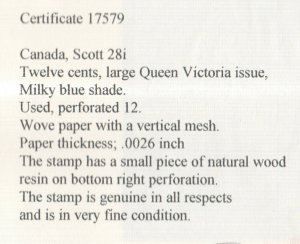 Certificate 17579
Canada, Scott 28i
Twelve cents, large Queen Victoria issue,
Milky blue shade.
Used, perforated 12.
Wove paper with a vertical mesh.
Paper thickness; .0026 inch
The stamp has a small piece of natural wood
resin on bottom right perforation.
The stamp is genuine in all respects
and is in very fine condition.